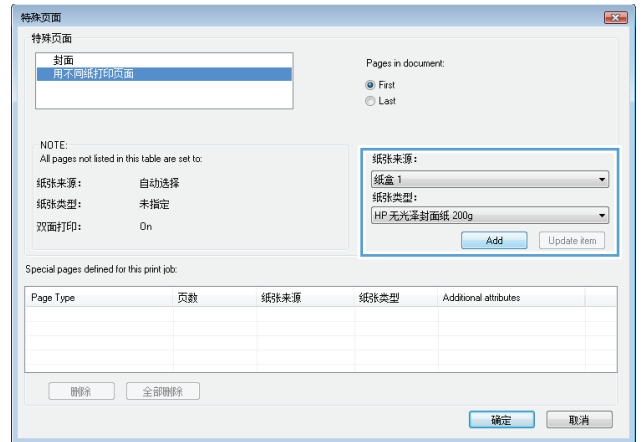 特殊页面
特殊页面
封面
用不同纸打印页面
Pages in document:
First
Last
NOTE:
All pages not listed in this table are set to:
纸张来源: 自动选择
纸张类型: 未指定
双面打印: On
纸张来源:
纸盒 1
纸张类型:
HP 无光泽封面纸 200g
Add Update item
Special pages defined for this print job:
Page Type 页数 纸张来源 纸张类型 Additional attributes
删除 全部删除
确定 取消